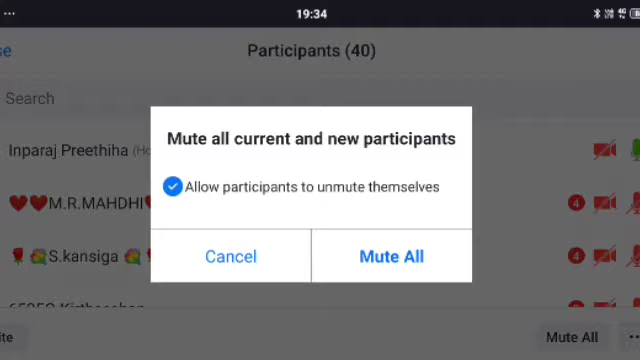 19:34
Participants (40)
Search
Mute all current and new participants
Inparaj Preethiha (Ho
Allow participants to unmute themselves
❤️❤️M.R.MAHDHI
4
🌹💐S.kansiga 💐
4
Cancel
Mute All
Mute All